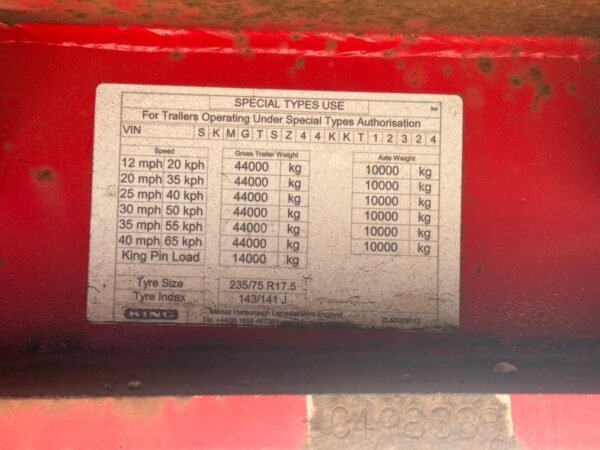 SPECIAL TYPES USE
For Trailers Operating Under Special Types Authorisation
VIN S K M G T S Z 4 4 K K T 1 2 3 2 4
Speed Gross Trailer Weight Axle Weight
12 mph 20 kph 44000 kg 10000 kg
20 mph 35 kph 44000 kg 10000 kg
25 mph 40 kph 44000 kg 10000 kg
30 mph 50 kph 44000 kg 10000 kg
35 mph 55 kph 44000 kg 10000 kg
40 mph 65 kph 44000 kg 10000 kg
King Pin Load 14000 kg
Tyre Size 235/75 R17.5
Tyre Index 143/141 J
KING Market Harborough Leicestershire England
Tel.
C498339